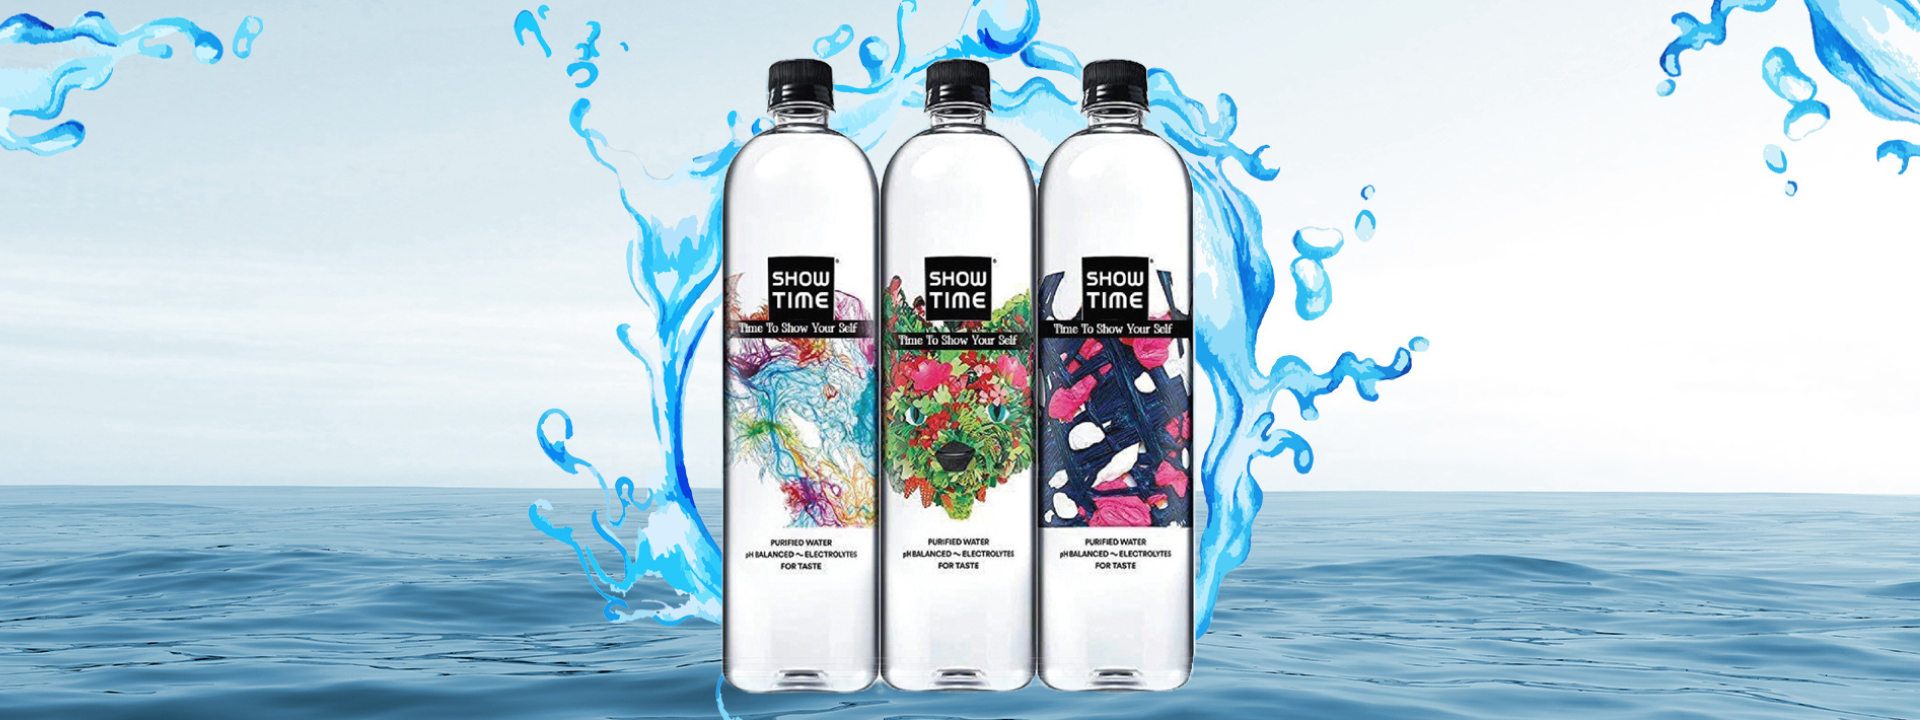 SHOW
TIME
Time To Show Your Self
PURIFIED WATER
pH BALANCED ~ ELECTROLYTES
FOR TASTE
SHOW
TIME
Time To Show Your Self
PURIFIED WATER
pH BALANCED ~ ELECTROLYTES
FOR TASTE
SHOW
TIME
Time To Show Your Self
PURIFIED WATER
pH BALANCED ~ ELECTROLYTES
FOR TASTE